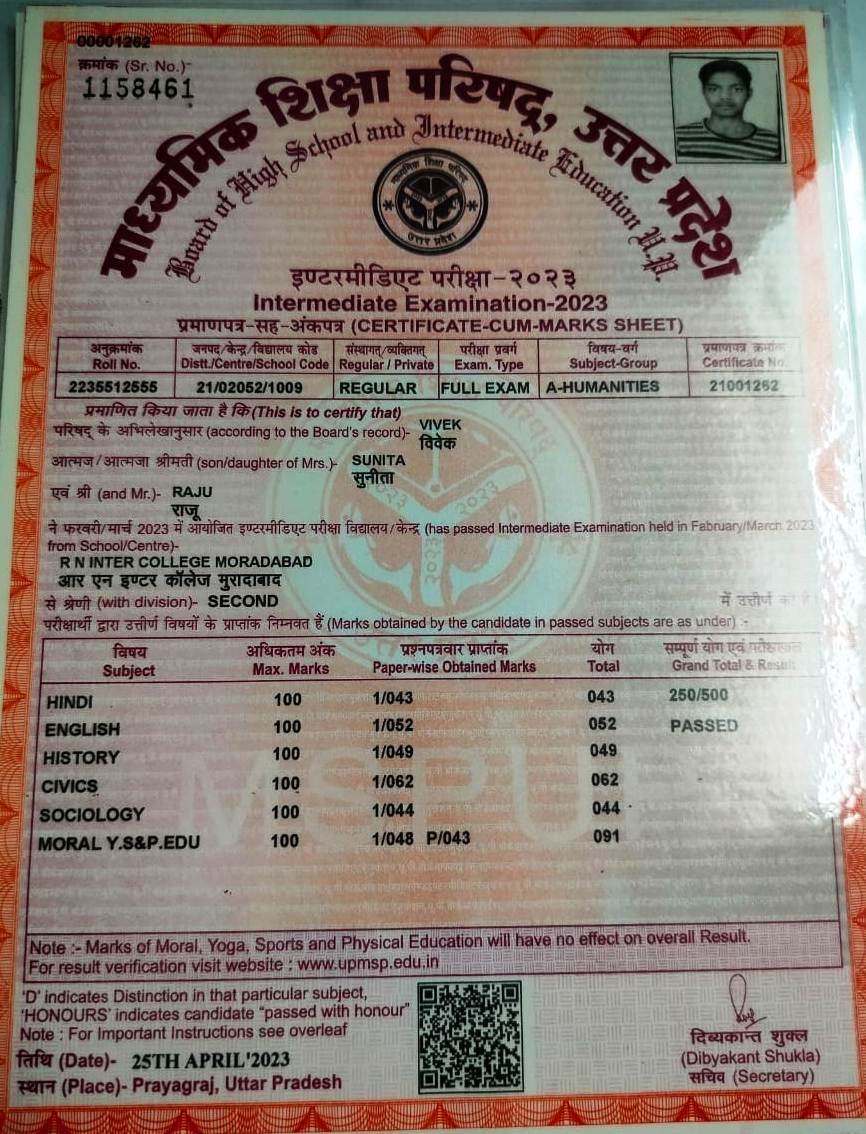 00001262
क्रमांक (Sr. No.)-
1158461
माध्यमिक शिक्षा परिषद्, उत्तर प्रदेश
Board of High School and Intermediate Education U.P.
माध्यमिक शिक्षा परिषद्
उत्तर प्रदेश
इण्टरमीडिएट परीक्षा-२०२३
Intermediate Examination-2023
प्रमाणपत्र-सह-अंकपत्र (CERTIFICATE-CUM-MARKS SHEET)
अनुक्रमांक जनपद/केन्द्र/विद्यालय कोड संस्थागत/व्यक्तिगत परीक्षा प्रवर्ग विषय-वर्ग प्रमाणपत्र क्रमांक
Roll No. Distt./Centre/School Code Regular / Private Exam. Type Subject-Group Certificate No.
2235512555 21/02052/1009 REGULAR FULL EXAM A-HUMANITIES 21001262
प्रमाणित किया जाता है कि (This is to certify that)
परिषद् के अभिलेखानुसार (according to the Board's record)- VIVEK
विवेक
आत्मज/आत्मजा श्रीमती (son/daughter of Mrs.)- SUNITA
सुनीता
एवं श्री (and Mr.)- RAJU
राजू
ने फरवरी/मार्च 2023 में आयोजित इण्टरमीडिएट परीक्षा विद्यालय/केन्द्र (has passed Intermediate Examination held in Fabruary/March 2023
from School/Centre)-
R N INTER COLLEGE MORADABAD
आर एन इण्टर कॉलेज मुरादाबाद
से श्रेणी (with division)- SECOND में उत्तीर्ण की है
परीक्षार्थी द्वारा उत्तीर्ण विषयों के प्राप्तांक निम्नवत हैं (Marks obtained by the candidate in passed subjects are as under) :-
विषय अधिकतम अंक प्रश्नपत्रवार प्राप्तांक योग सम्पूर्ण योग एवं परीक्षाफल
Subject Max. Marks Paper-wise Obtained Marks Total Grand Total & Result
HINDI 100 1/043 043 250/500
ENGLISH 100 1/052 052 PASSED
HISTORY 100 1/049 049
CIVICS 100 1/062 062
SOCIOLOGY 100 1/044 044
MORAL Y.S&P.EDU 100 1/048 P/043 091
Note :- Marks of Moral, Yoga, Sports and Physical Education will have no effect on overall Result.
For result verification visit website : www.upmsp.edu.in
'D' indicates Distinction in that particular subject,
'HONOURS' indicates candidate "passed with honour"
Note : For Important Instructions see overleaf
तिथि (Date)- 25TH APRIL'2023
स्थान (Place)- Prayagraj, Uttar Pradesh
दिब्यकान्त शुक्ल
(Dibyakant Shukla)
सचिव (Secretary)